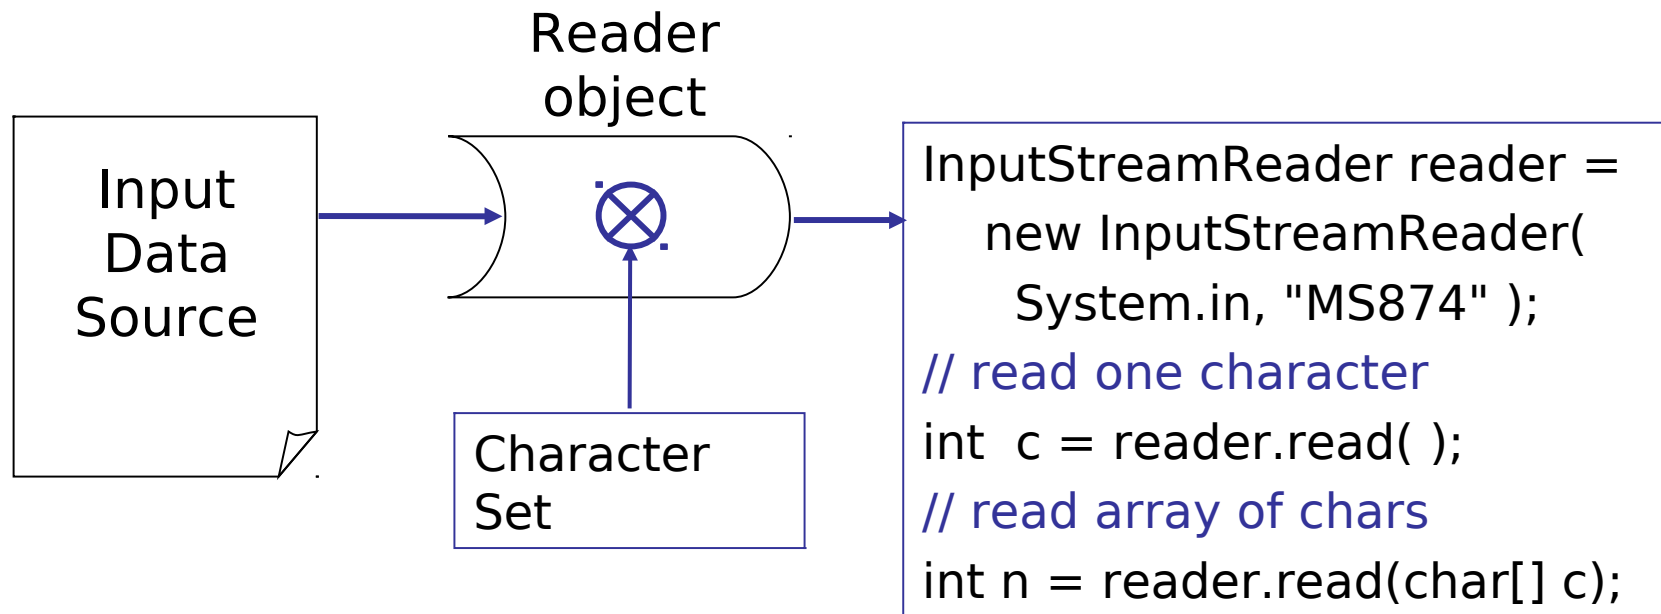 Reader
object
Input
Data
Source
Character
Set
InputStreamReader reader =
new InputStreamReader(
System.in, "MS874" );
// read one character
int  c = reader.read( );
// read array of chars
int n = reader.read(char[] c);